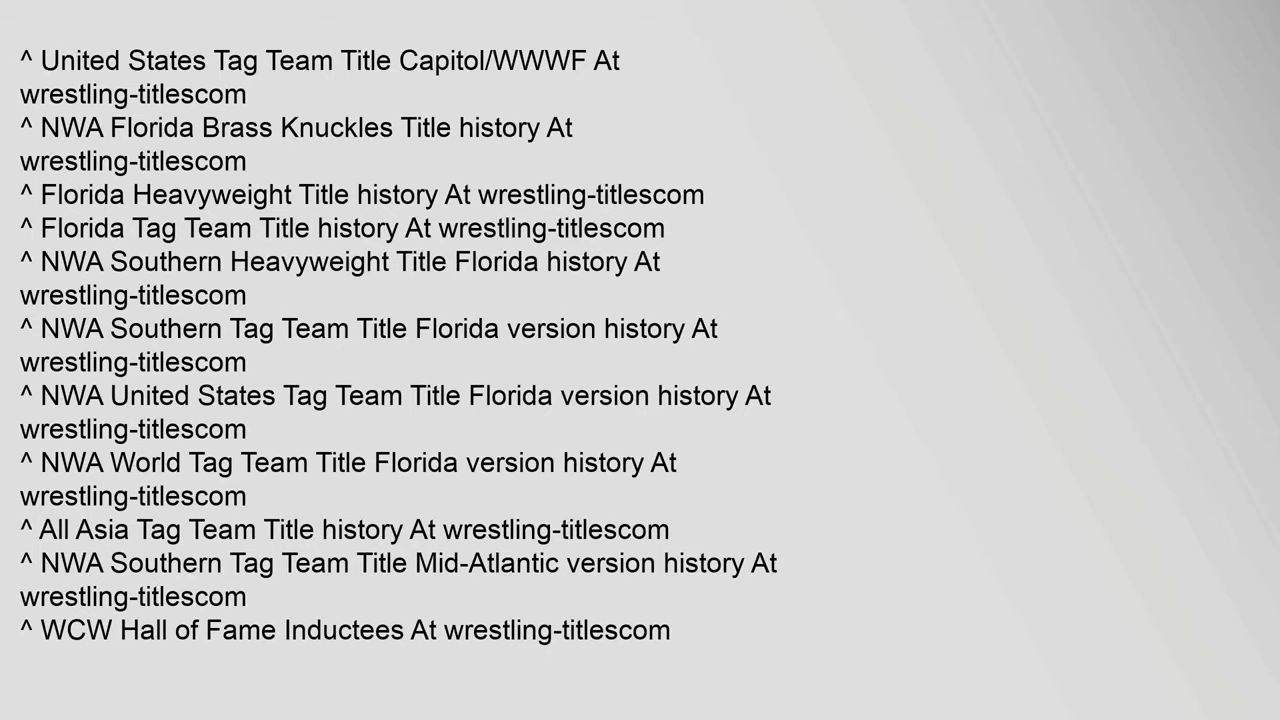 ^ United States Tag Team Title Capitol/WWWF At
wrestling-titlescom
^ NWA Florida Brass Knuckles Title history At
wrestling-titlescom
^ Florida Heavyweight Title history At wrestling-titlescom
^ Florida Tag Team Title history At wrestling-titlescom
^ NWA Southern Heavyweight Title Florida history At
wrestling-titlescom
^ NWA Southern Tag Team Title Florida version history At
wrestling-titlescom
^ NWA United States Tag Team Title Florida version history At
wrestling-titlescom
^ NWA World Tag Team Title Florida version history At
wrestling-titlescom
^ All Asia Tag Team Title history At wrestling-titlescom
^ NWA Southern Tag Team Title Mid-Atlantic version history At
wrestling-titlescom
^ WCW Hall of Fame Inductees At wrestling-titlescom